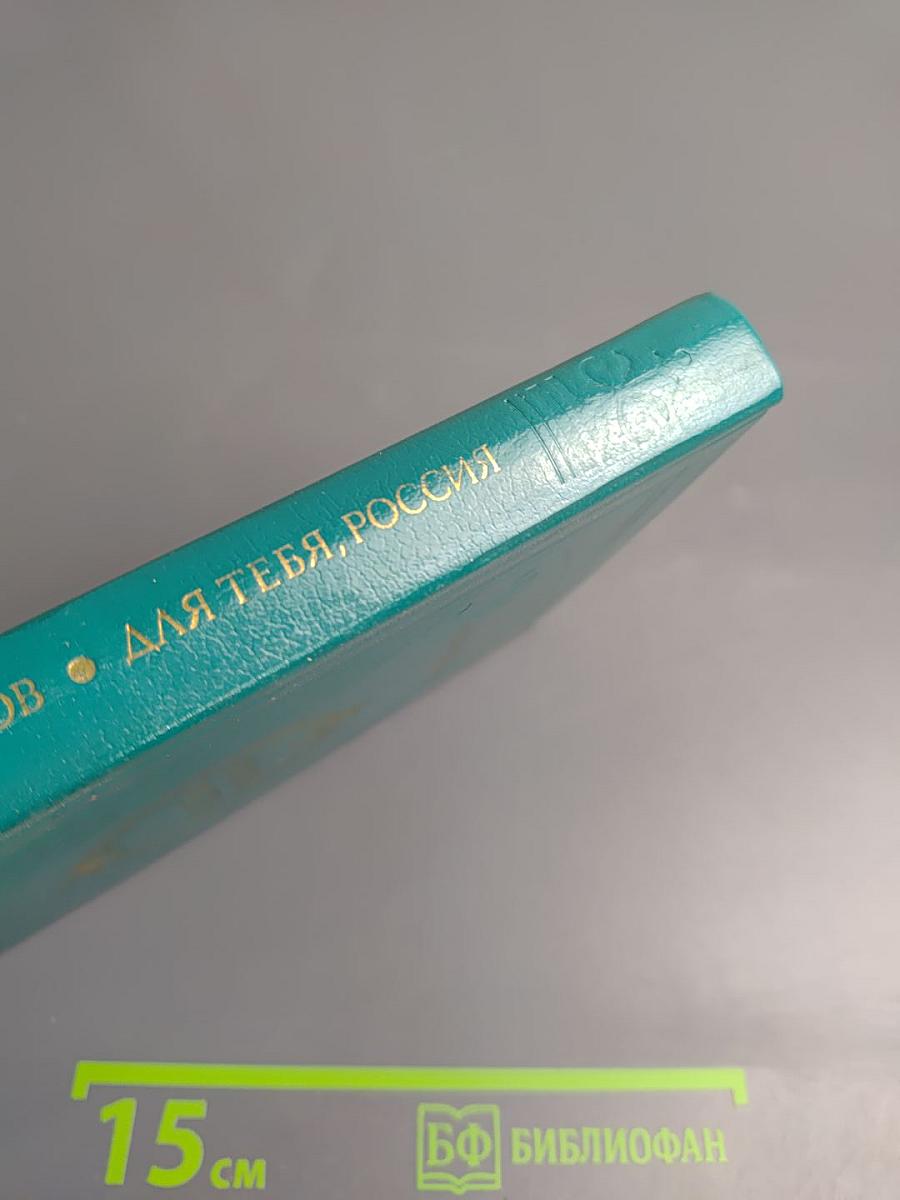 ОВ • ДЛЯ ТЕБЯ, РОССИЯ
15 см
БФ БИБЛИОФАН